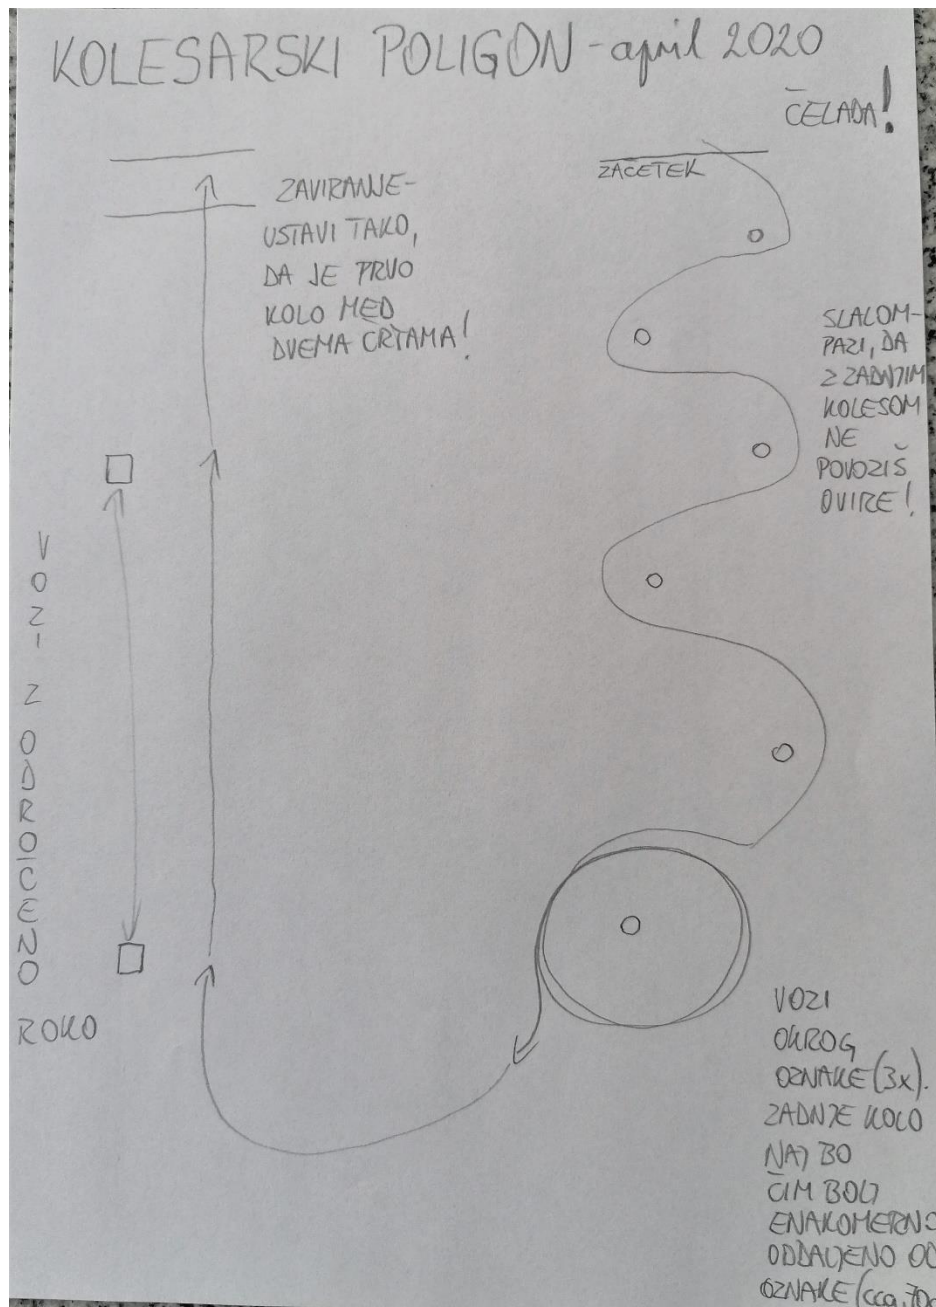 KOLESARSKI POLIGON - april 2020
ČELADA!
ZAČETEK
ZAVIRANJE-
USTAVI TAKO,
DA JE PRVO
KOLO MED
DVEMA ČRTAMA!
SLALOM-
PAZI, DA
Z ZADNJIM
KOLESOM
NE
POVOZIŠ
OVIRE!
VOZI Z ODROČENO
ROKO
VOZI
OKROG
OZNAKE (3x).
ZADNJE KOLO
NAJ BO
ČIM BOLJ
ENAKOMERNO
ODDALJENO OD
OZNAKE (cca.